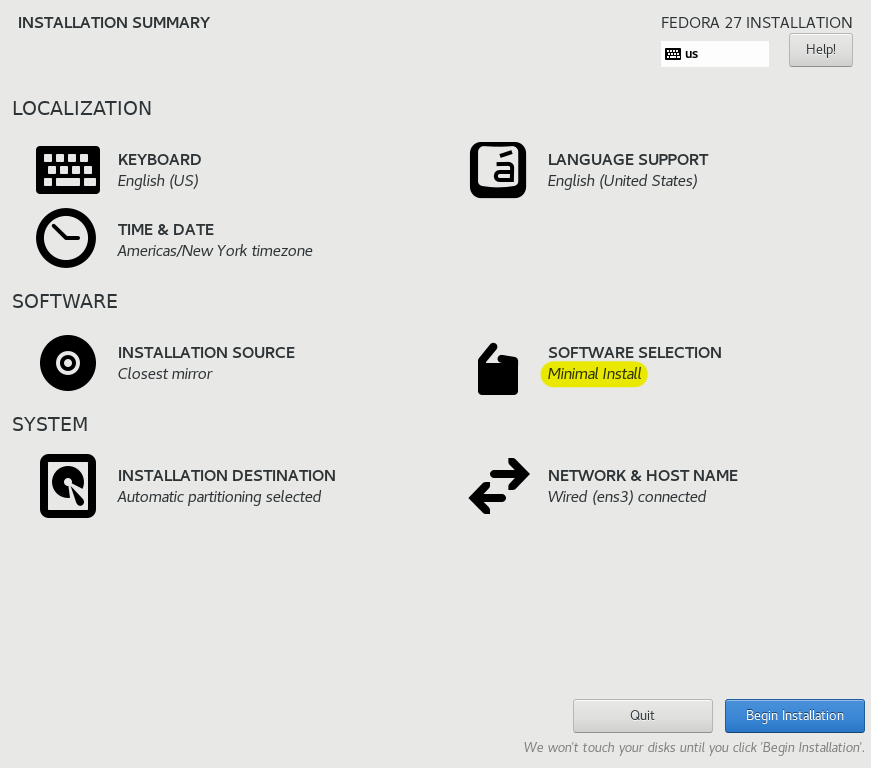 INSTALLATION SUMMARY
FEDORA 27 INSTALLATION
us
Help!
LOCALIZATION
KEYBOARD
English (US)
á
LANGUAGE SUPPORT
English (United States)
TIME & DATE
Americas/New York timezone
SOFTWARE
INSTALLATION SOURCE
Closest mirror
SOFTWARE SELECTION
Minimal Install
SYSTEM
INSTALLATION DESTINATION
Automatic partitioning selected
NETWORK & HOST NAME
Wired (ens3) connected
Quit
Begin Installation
We won't touch your disks until you click 'Begin Installation'.